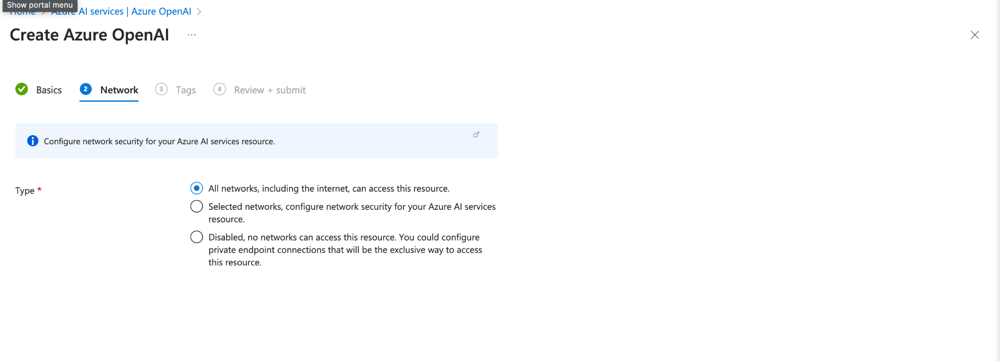 Show portal menu
Home > Azure AI services | Azure OpenAI >
Create Azure OpenAI ...
Basics 2 Network 3 Tags 4 Review + submit
Configure network security for your Azure AI services resource.
Type *
All networks, including the internet, can access this resource.
Selected networks, configure network security for your Azure AI services
resource.
Disabled, no networks can access this resource. You could configure
private endpoint connections that will be the exclusive way to access
this resource.